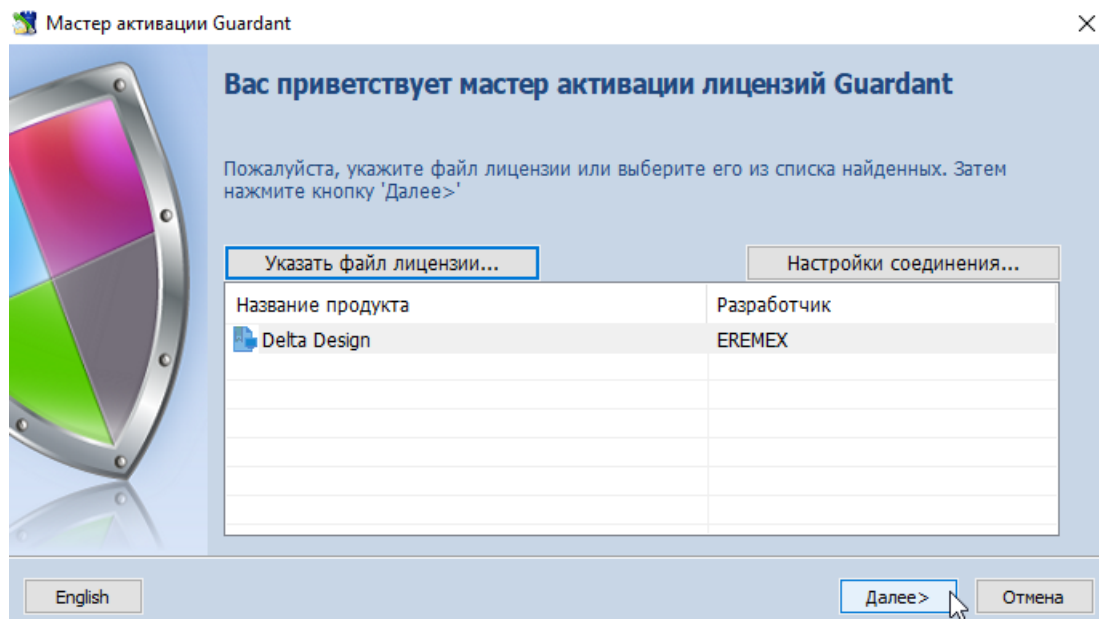 Мастер активации Guardant
Вас приветствует мастер активации лицензий Guardant
Пожалуйста, укажите файл лицензии или выберите его из списка найденных. Затем
нажмите кнопку 'Далее>'
Указать файл лицензии... Настройки соединения...
Название продукта Разработчик
Delta Design EREMEX
English Далее> Отмена